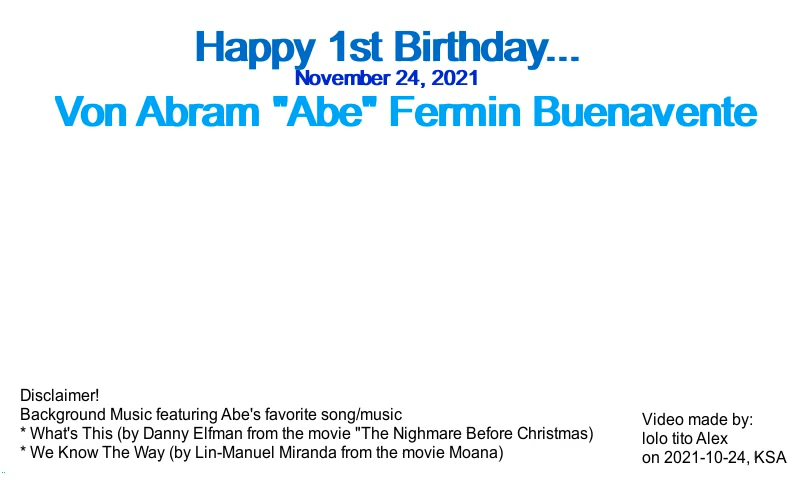 Happy 1st Birthday...
November 24, 2021
Von Abram "Abe" Fermin Buenavente
Disclaimer!
Background Music featuring Abe's favorite song/music
* What's This (by Danny Elfman from the movie "The Nighmare Before Christmas)
* We Know The Way (by Lin-Manuel Miranda from the movie Moana)
Video made by:
lolo tito Alex
on 2021-10-24, KSA